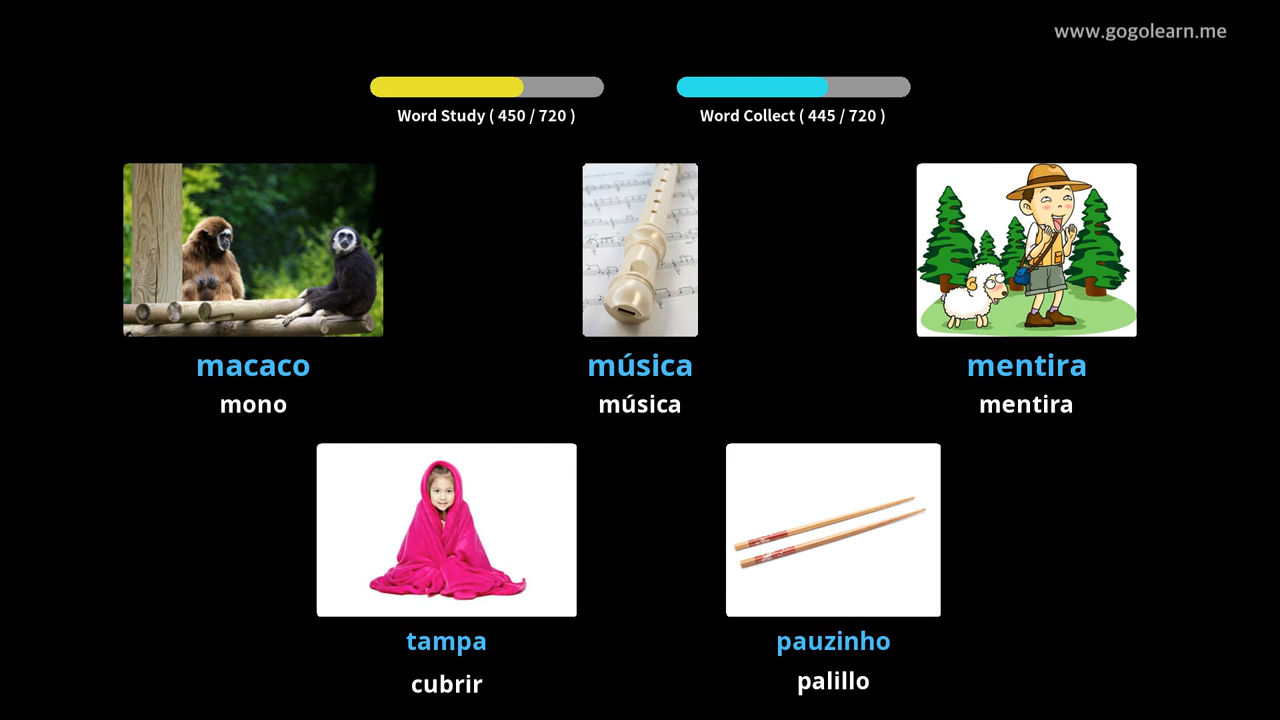 www.gogolearn.me
Word Study ( 450 / 720 )
Word Collect ( 445 / 720 )
macaco
mono
música
música
mentira
mentira
tampa
cubrir
pauzinho
palillo